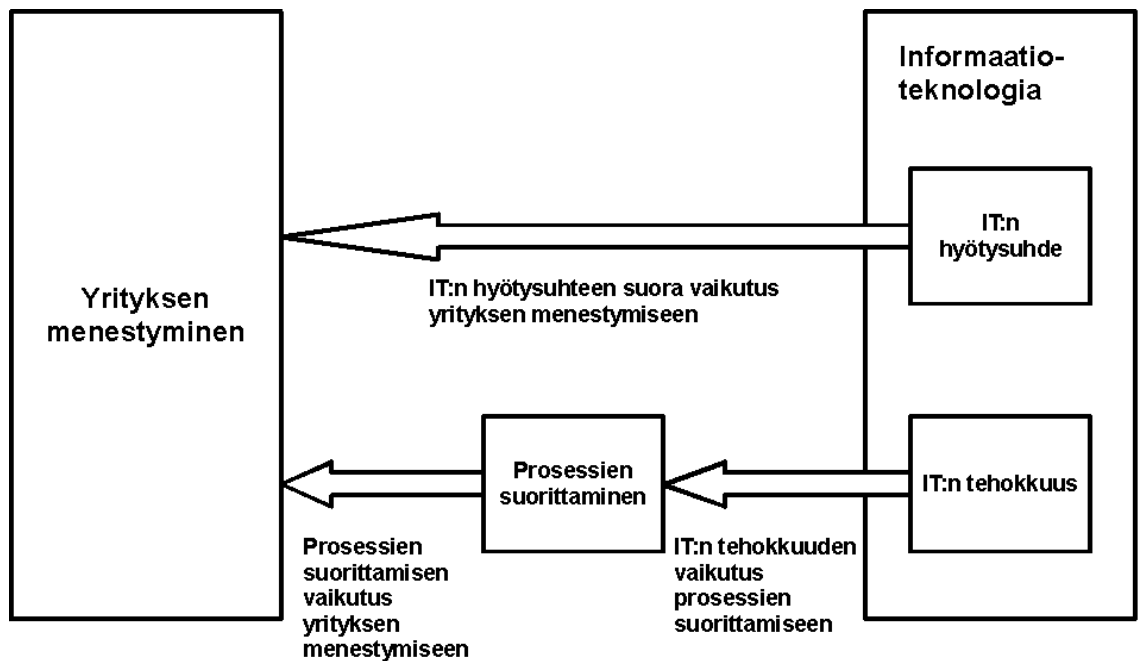 Informaatio-
teknologia
IT:n
hyötysuhde
IT:n hyötysuhteen suora vaikutus
yrityksen menestymiseen
Yrityksen
menestyminen
Prosessien
suorittaminen
IT:n tehokkuus
Prosessien
suorittamisen
vaikutus
yrityksen
menestymiseen
IT:n tehokkuuden
vaikutus
prosessien
suorittamiseen